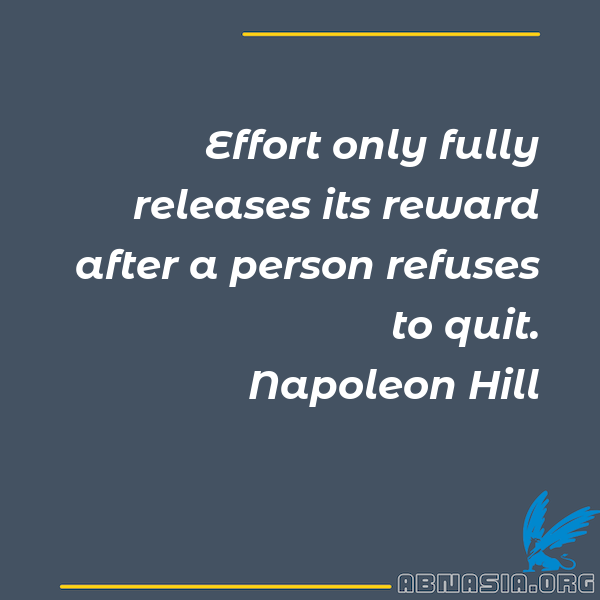 Effort only fully
releases its reward
after a person refuses
to quit.
Napoleon Hill
ABNASIA.ORG